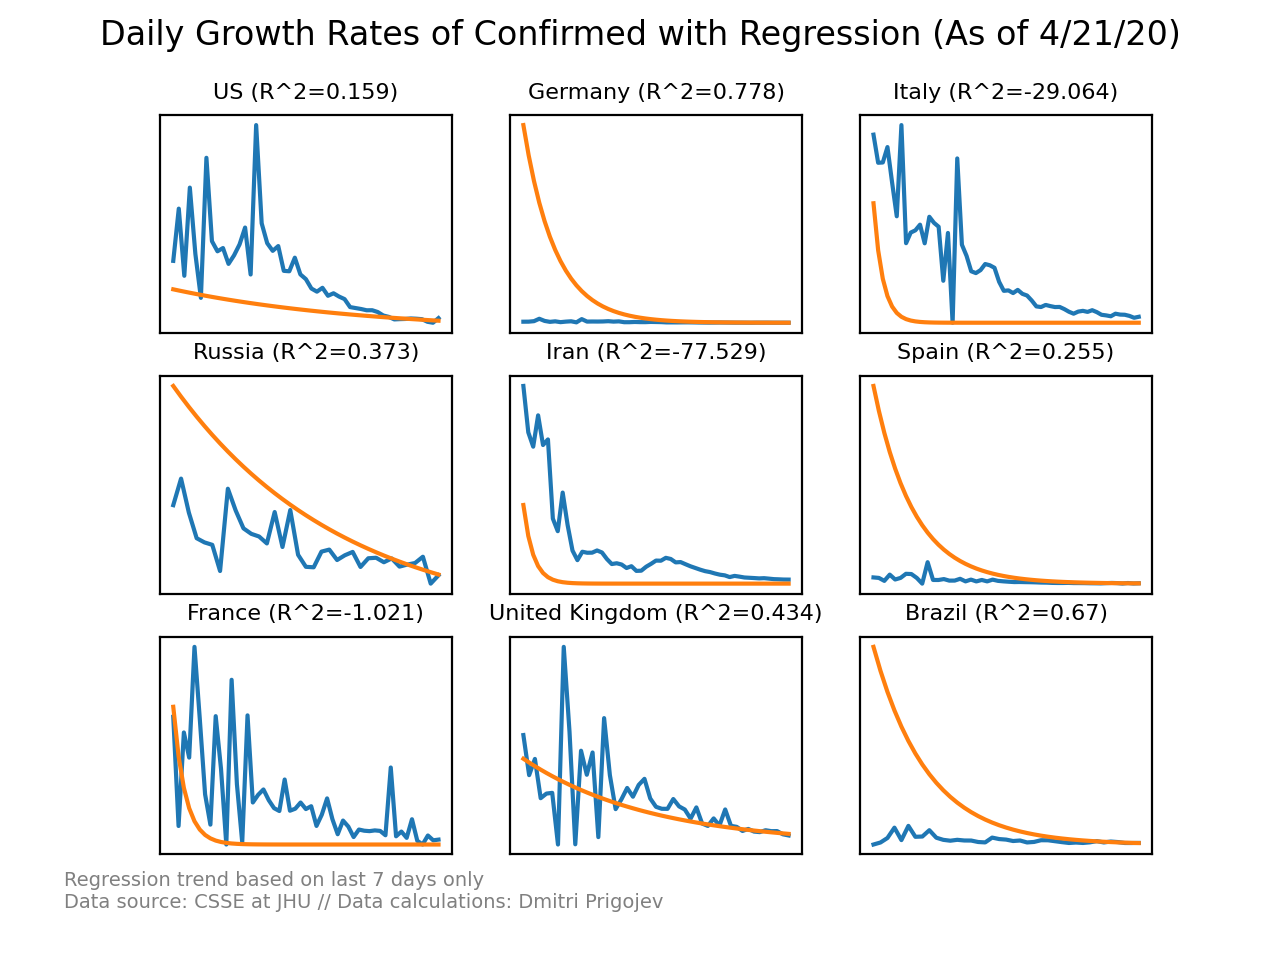 Daily Growth Rates of Confirmed with Regression (As of 4/21/20)
US (R^2=0.159)
Germany (R^2=0.778)
Italy (R^2=-29.064)
Russia (R^2=0.373)
Iran (R^2=-77.529)
Spain (R^2=0.255)
France (R^2=-1.021)
United Kingdom (R^2=0.434)
Brazil (R^2=0.67)
Regression trend based on last 7 days only
Data source: CSSE at JHU // Data calculations: Dmitri Prigojev